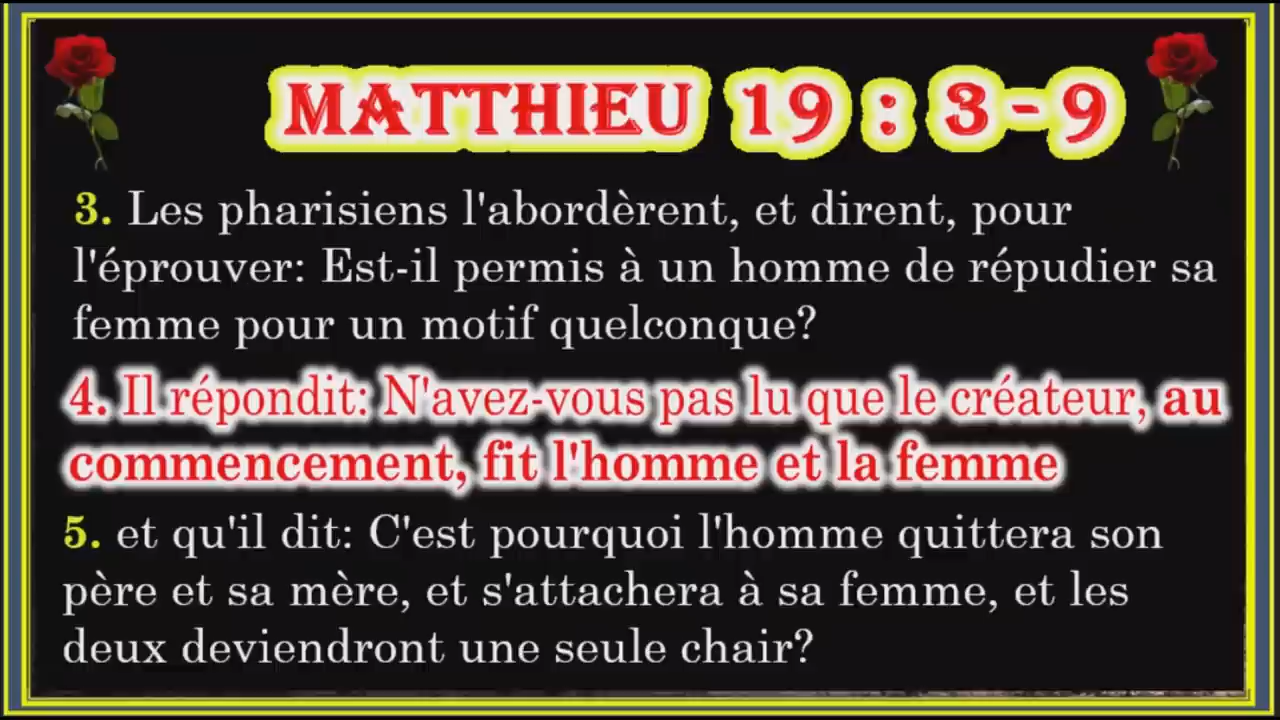 MATTHIEU 19 : 3 - 9
3. Les pharisiens l'abordèrent, et dirent, pour
l'éprouver: Est-il permis à un homme de répudier sa
femme pour un motif quelconque?
4. Il répondit: N'avez-vous pas lu que le créateur, au
commencement, fit l'homme et la femme
5. et qu'il dit: C'est pourquoi l'homme quittera son
père et sa mère, et s'attachera à sa femme, et les
deux deviendront une seule chair?